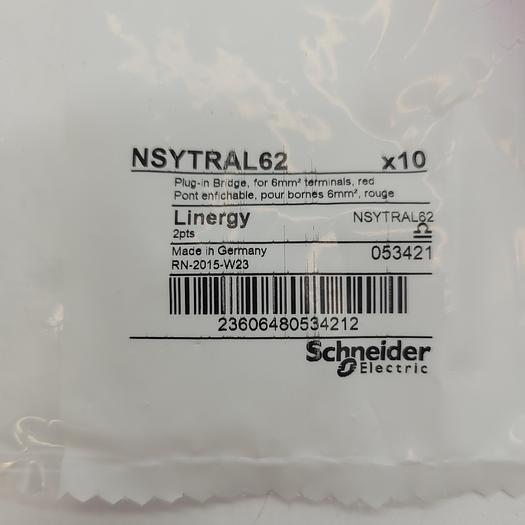 NSYTRAL62 x10
Plug-in Bridge, for 6mm² terminals, red
Pont enfichable, pour bornes 6mm², rouge
Linergy NSYTRAL62
2pts
Made in Germany 053421
RN-2015-W23
23606480534212
Schneider
Electric